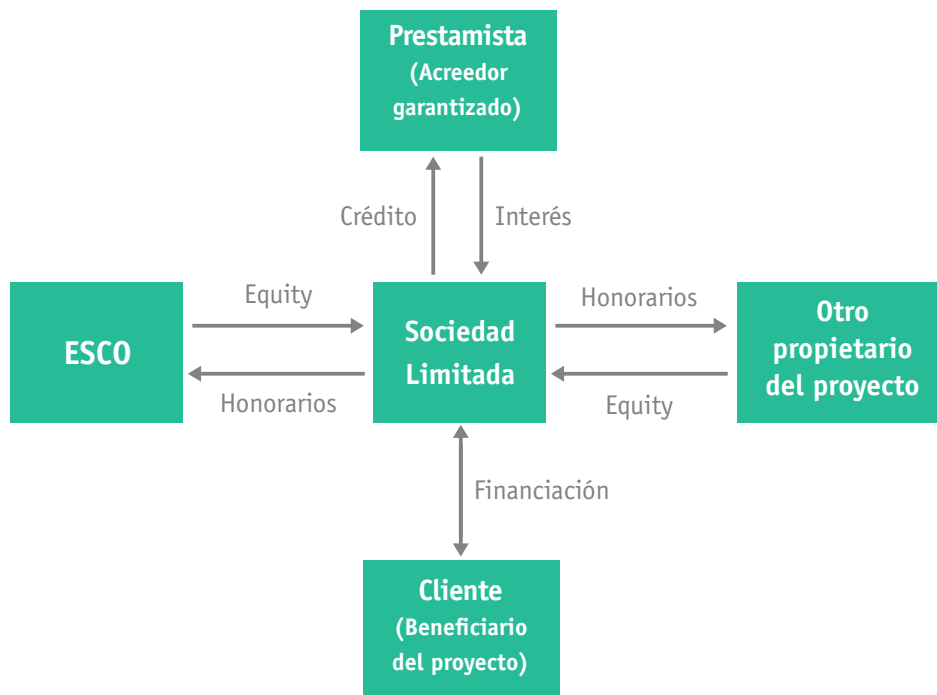 Prestamista
(Acreedor
garantizado)
Crédito
Interés
Equity
Honorarios
ESCO
Sociedad
Limitada
Otro
propietario
del proyecto
Honorarios
Equity
Financiación
Cliente
(Beneficiario
del proyecto)